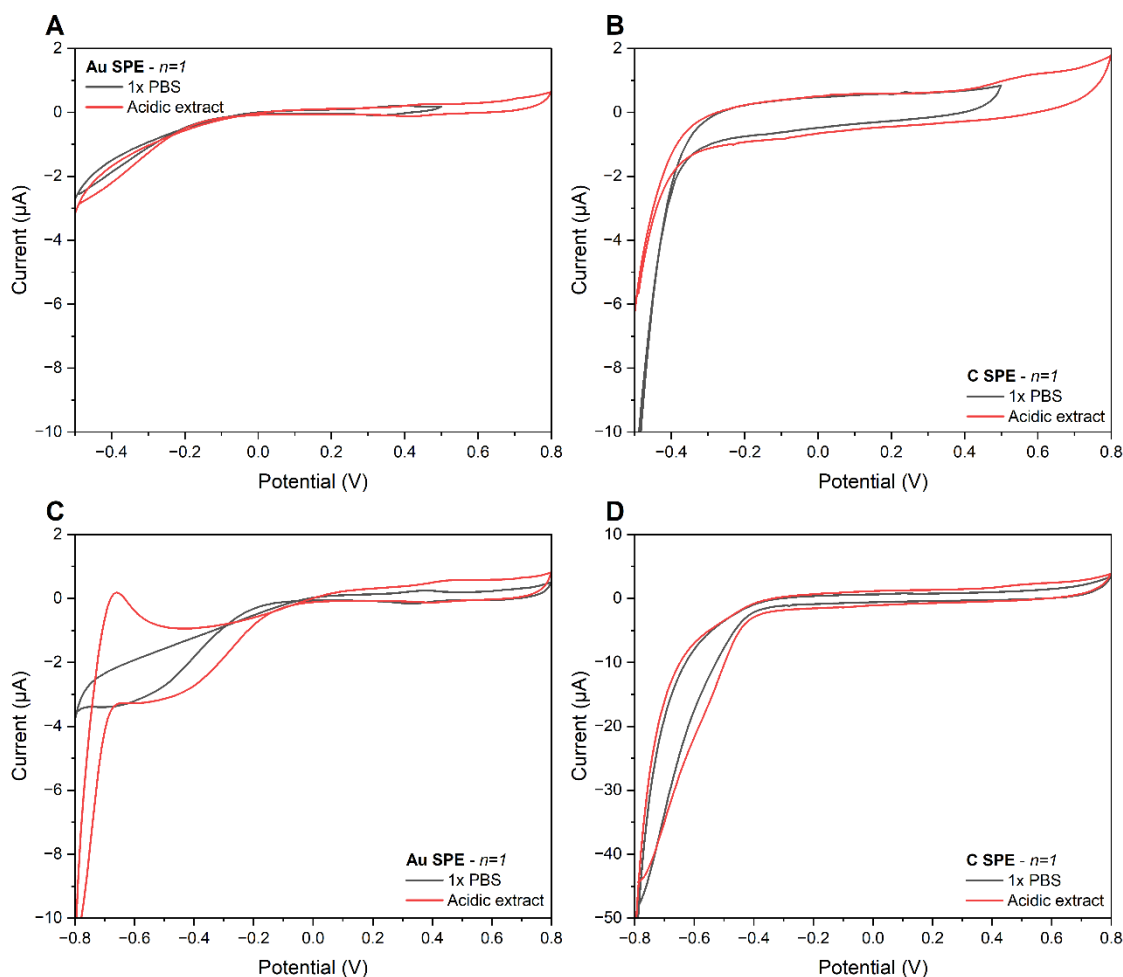 A
Au SPE - n=1
1x PBS
Acidic extract
2
0
−2
−4
−6
−8
−10
Current (µA)
−0.4
−0.2
0.0
0.2
0.4
0.6
0.8
Potential (V)
B
2
0
−2
−4
−6
−8
−10
Current (µA)
C SPE - n=1
1x PBS
Acidic extract
−0.4
−0.2
0.0
0.2
0.4
0.6
0.8
Potential (V)
C
2
0
−2
−4
−6
−8
−10
Current (µA)
Au SPE - n=1
1x PBS
Acidic extract
−0.8
−0.6
−0.4
−0.2
0.0
0.2
0.4
0.6
0.8
Potential (V)
D
10
0
−10
−20
−30
−40
−50
Current (µA)
C SPE - n=1
1x PBS
Acidic extract
−0.8
−0.6
−0.4
−0.2
0.0
0.2
0.4
0.6
0.8
Potential (V)